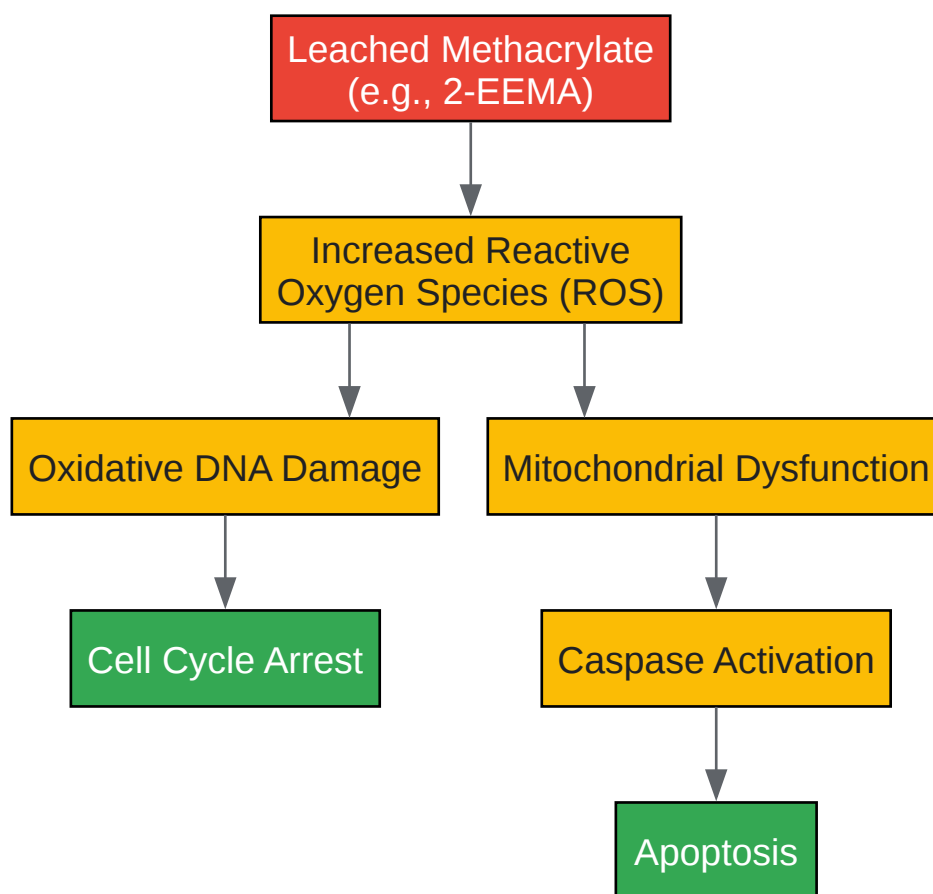 Leached Methacrylate
(e.g., 2-EEMA)
Increased Reactive
Oxygen Species (ROS)
Oxidative DNA Damage
Mitochondrial Dysfunction
Cell Cycle Arrest
Caspase Activation
Apoptosis